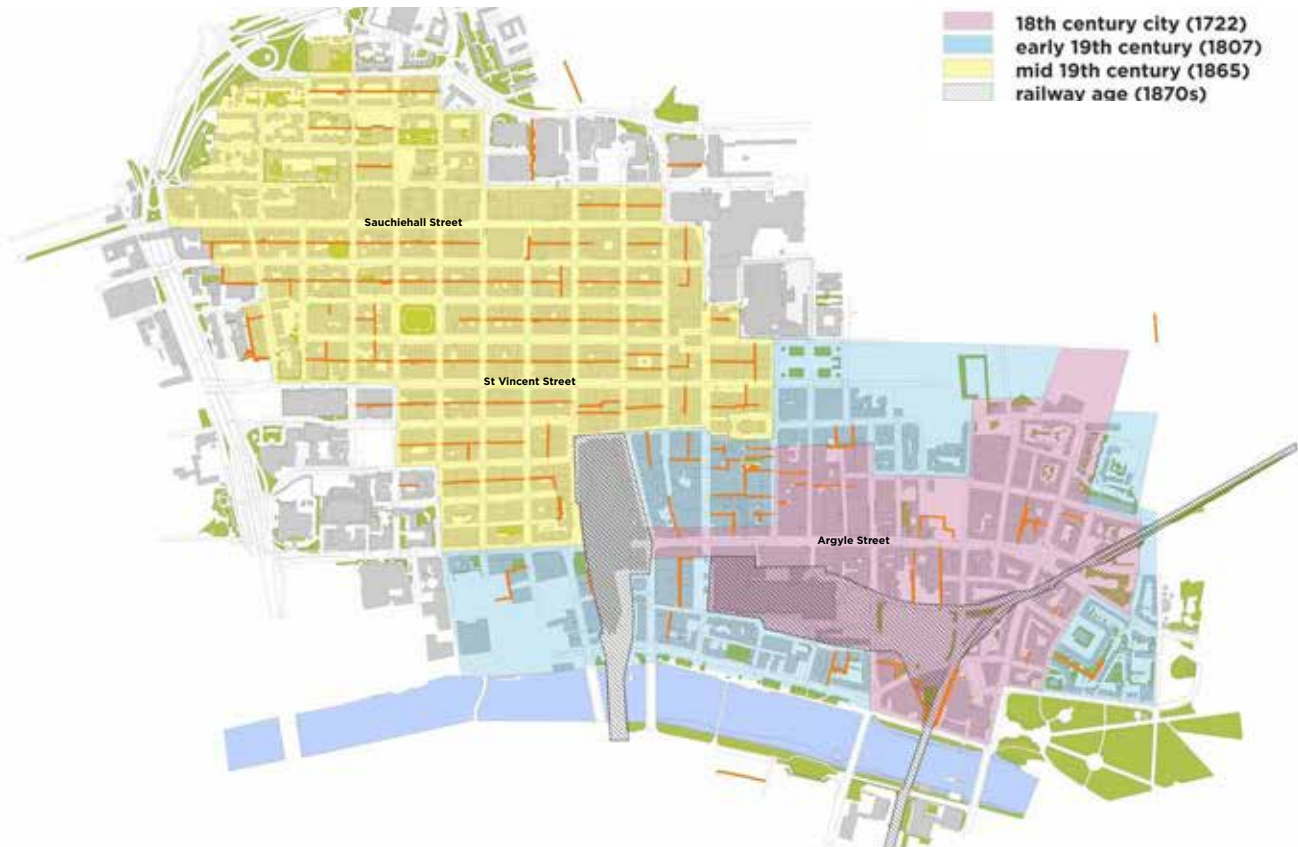 18th century city (1722)
early 19th century (1807)
mid 19th century (1865)
railway age (1870s)
Sauchiehall Street
St Vincent Street
Argyle Street